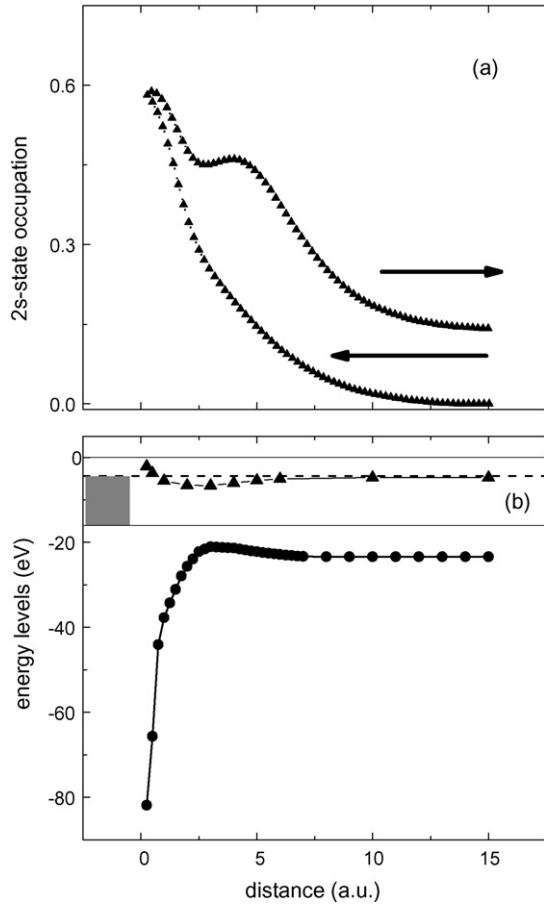 (a)
0.6
0.3
0.0
2s-state occupation
(b)
0
-20
-40
-60
-80
energy levels (eV)
0 5 10 15
distance (a.u.)